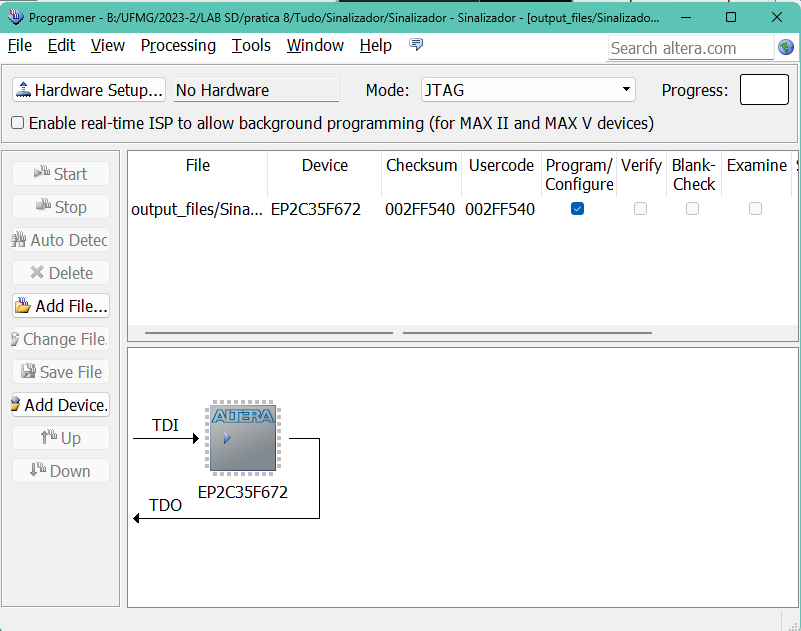 Programmer - B:/UFMG/2023-2/LAB SD/pratica 8/Tudo/Sinalizador/Sinalizador - Sinalizador - [output_files/Sinalizado...
File Edit View Processing Tools Window Help Search altera.com
Hardware Setup... No Hardware Mode: JTAG Progress:
Enable real-time ISP to allow background programming (for MAX II and MAX V devices)
Start
Stop
Auto Detec
Delete
Add File...
Change File.
Save File
Add Device.
Up
Down
File Device Checksum Usercode Program/ Verify Blank- Examine
Configure Check
output_files/Sina... EP2C35F672 002FF540 002FF540
TDI
ALTERA
EP2C35F672
TDO